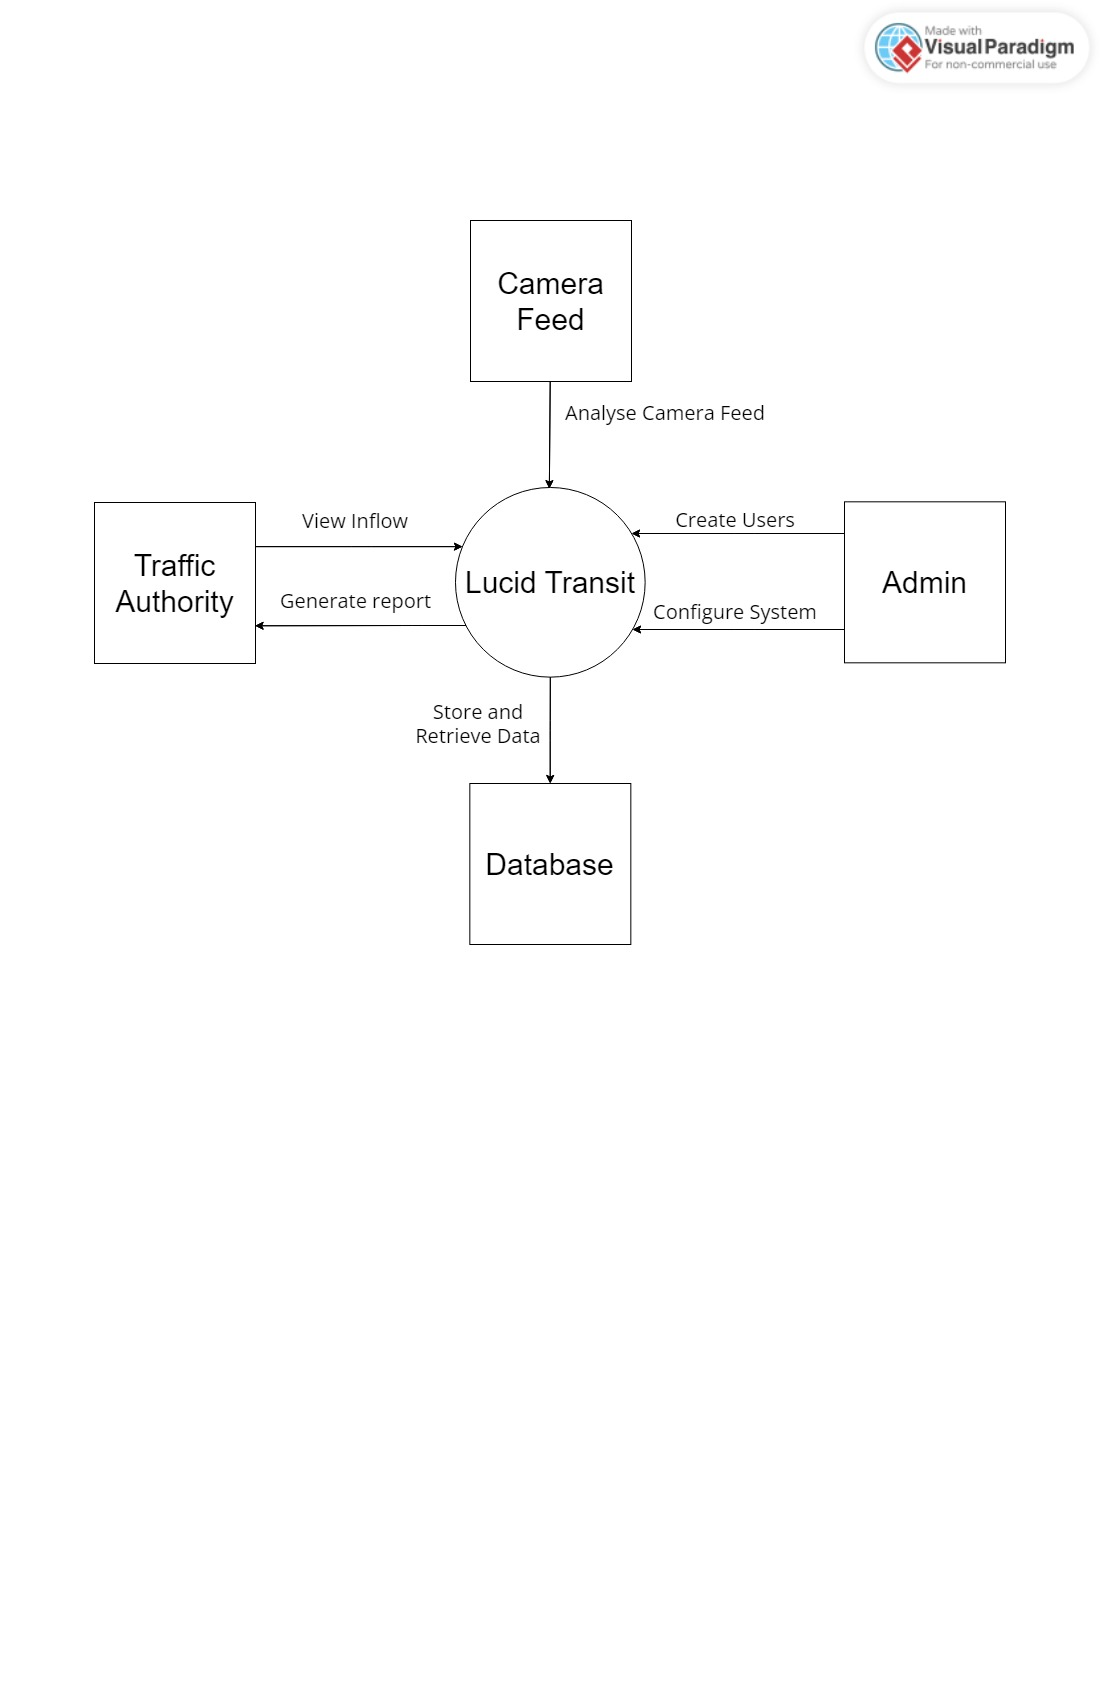 Made with
Visual Paradigm
For non-commercial use
Camera
Feed
Analyse Camera Feed
View Inflow
Create Users
Traffic
Authority
Lucid Transit
Admin
Generate report
Configure System
Store and
Retrieve Data
Database